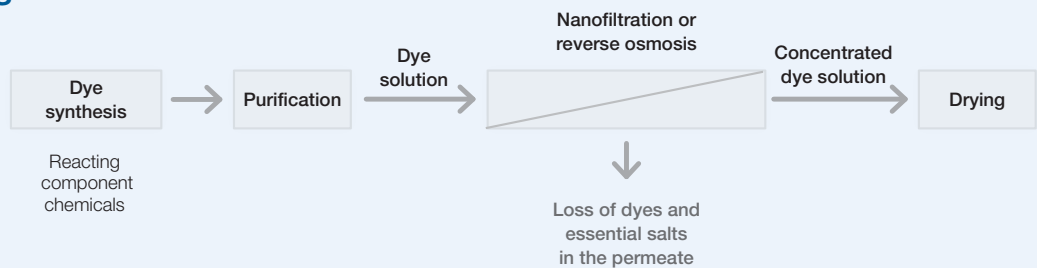 Nanofiltration or
reverse osmosis
Dye
solution
Concentrated
dye solution
Dye
synthesis
Purification
Drying
Reacting
component
chemicals
Loss of dyes and
essential salts
in the permeate